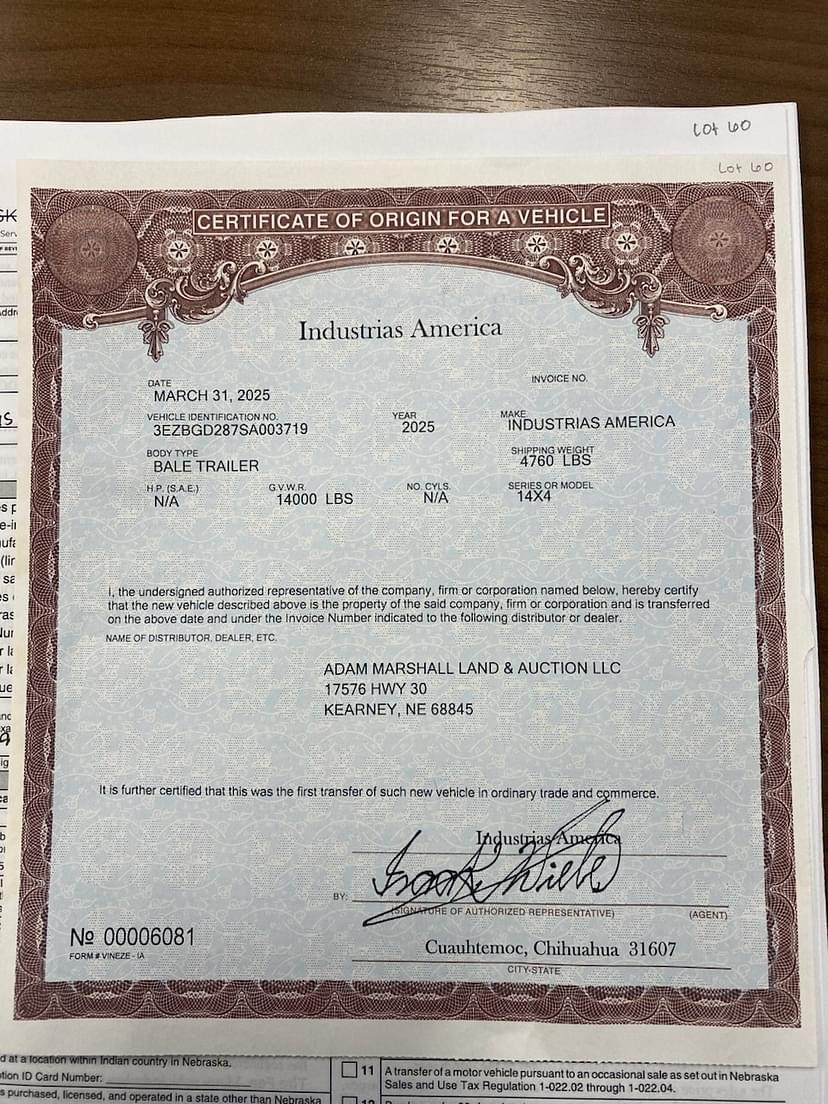 Lot 60
Lot 60
CERTIFICATE OF ORIGIN FOR A VEHICLE
Industrias America
DATE
MARCH 31, 2025
INVOICE NO.
VEHICLE IDENTIFICATION NO.
3EZBGD287SA003719
YEAR
2025
MAKE
INDUSTRIAS AMERICA
BODY TYPE
BALE TRAILER
SHIPPING WEIGHT
4760 LBS
H.P. (S.A.E.)
N/A
G.V.W.R.
14000 LBS
NO. CYLS.
N/A
SERIES OR MODEL
14X4
I, the undersigned authorized representative of the company, firm or corporation named below, hereby certify
that the new vehicle described above is the property of the said company, firm or corporation and is transferred
on the above date and under the Invoice Number indicated to the following distributor or dealer.
NAME OF DISTRIBUTOR, DEALER, ETC.
ADAM MARSHALL LAND & AUCTION LLC
17576 HWY 30
KEARNEY, NE 68845
It is further certified that this was the first transfer of such new vehicle in ordinary trade and commerce.
Industrias America
BY:
(SIGNATURE OF AUTHORIZED REPRESENTATIVE) (AGENT)
№ 00006081
FORM # VINEZE - IA
Cuauhtemoc, Chihuahua 31607
CITY-STATE
d at a location within Indian country in Nebraska.
tion ID Card Number:
s purchased, licensed, and operated in a state other than Nebraska
11 A transfer of a motor vehicle pursuant to an occasional sale as set out in Nebraska
Sales and Use Tax Regulation 1-022.02 through 1-022.04.